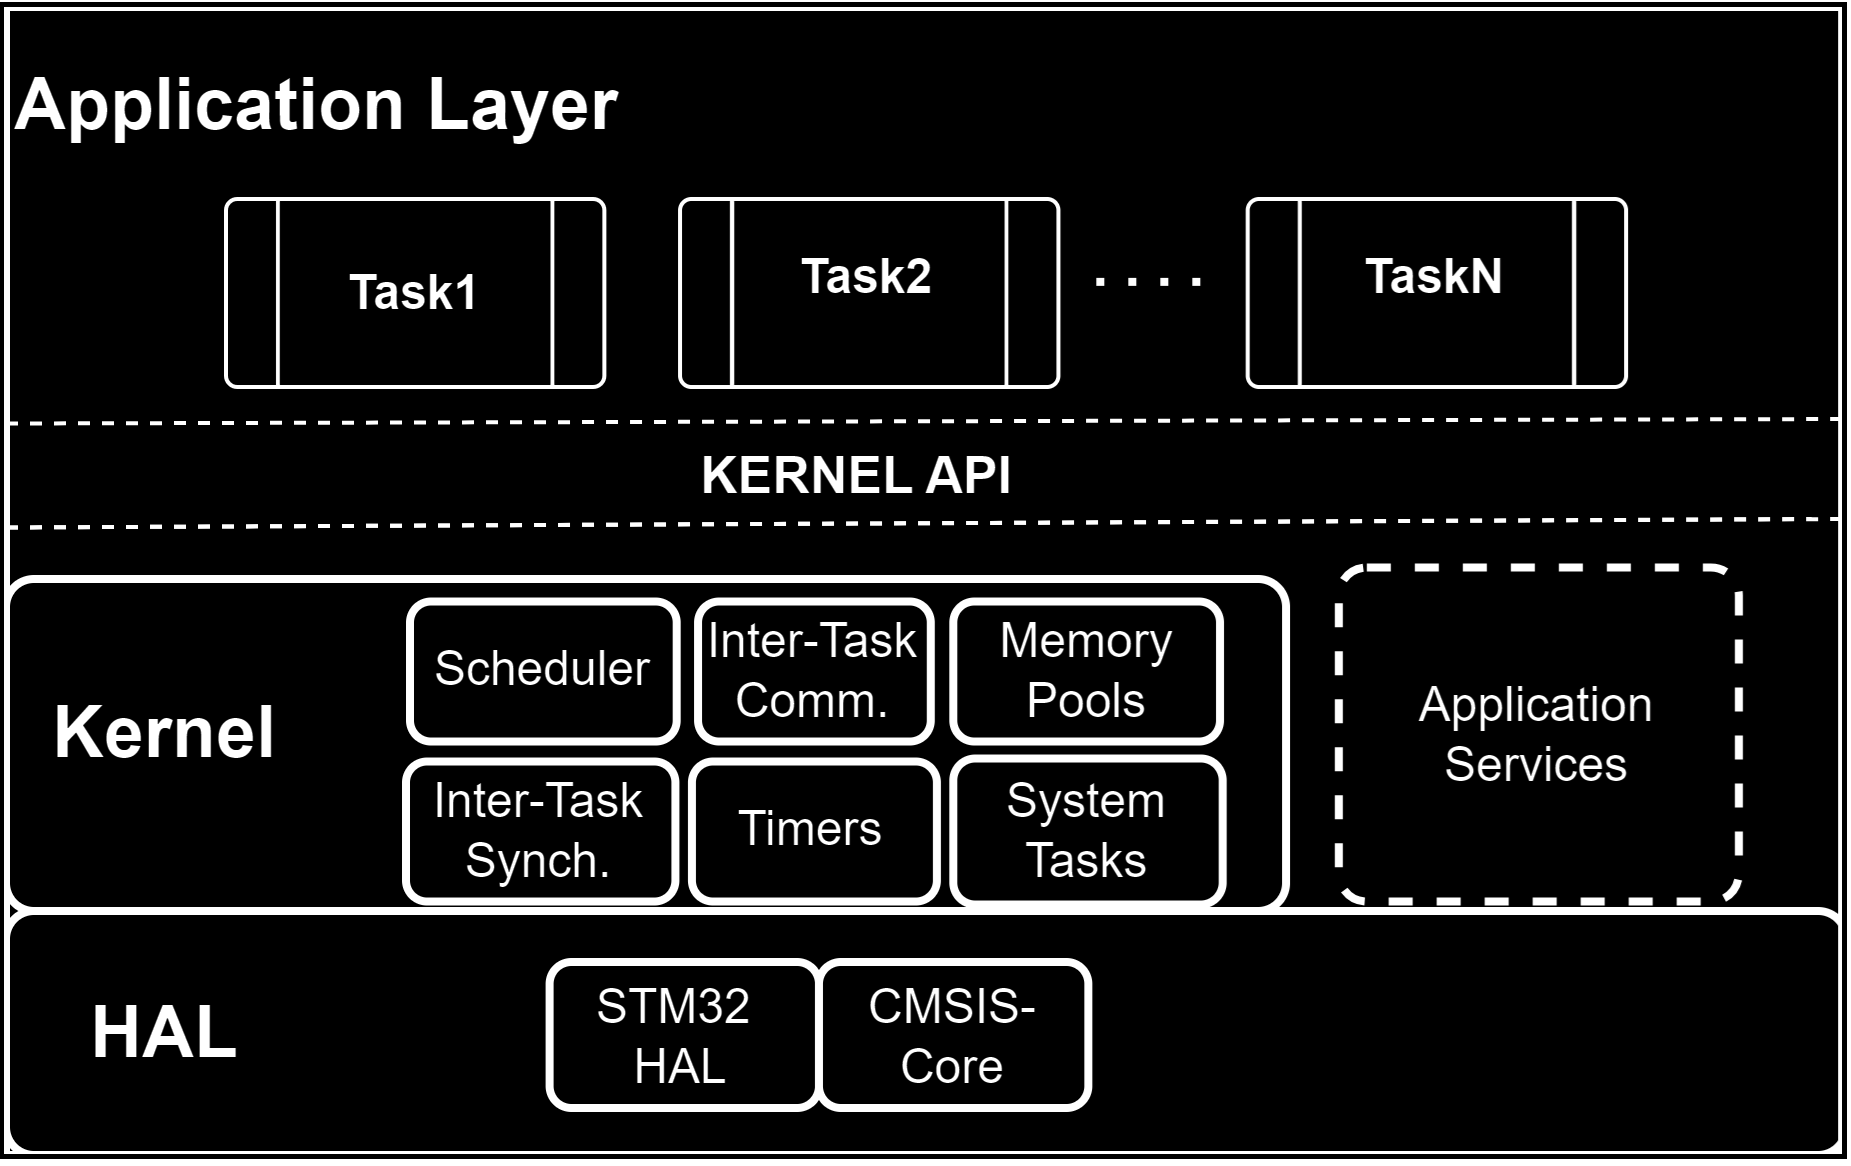 Application Layer
Task1
Task2
. . . .
TaskN
KERNEL API
Kernel
Scheduler
Inter-Task
Comm.
Memory
Pools
Inter-Task
Synch.
Timers
System
Tasks
Application
Services
HAL
STM32
HAL
CMSIS-
Core